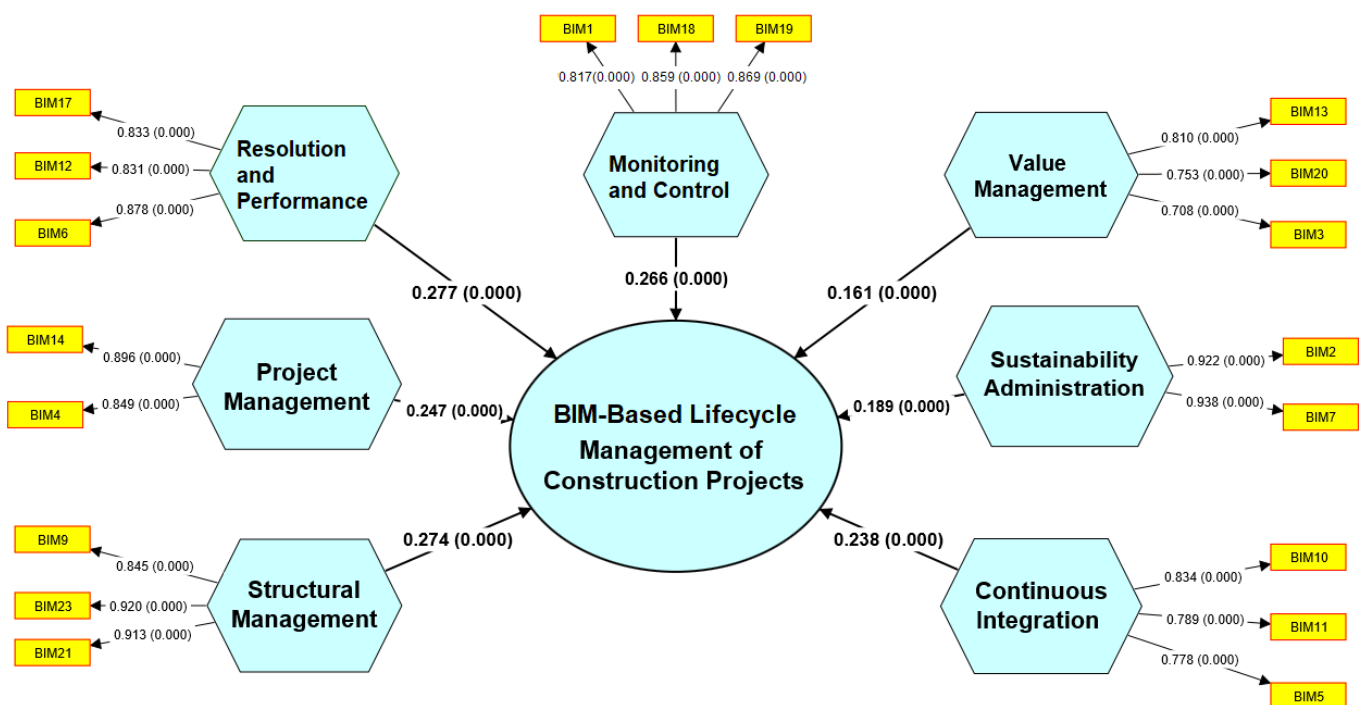 BIM1
BIM18
BIM19
0.817(0.000)
0.859 (0.000)
0.869 (0.000)
BIM17
BIM12
BIM6
0.833 (0.000)
0.831 (0.000)
0.878 (0.000)
Resolution
and
Performance
Monitoring
and Control
Value
Management
0.810 (0.000)
0.753 (0.000)
0.708 (0.000)
BIM13
BIM20
BIM3
0.277 (0.000)
0.266 (0.000)
0.161 (0.000)
BIM14
BIM4
0.896 (0.000)
0.849 (0.000)
Project
Management
0.247 (0.000)
BIM-Based Lifecycle
Management of
Construction Projects
0.189 (0.000)
Sustainability
Administration
0.922 (0.000)
0.938 (0.000)
BIM2
BIM7
BIM9
BIM23
BIM21
0.845 (0.000)
0.920 (0.000)
0.913 (0.000)
Structural
Management
0.274 (0.000)
0.238 (0.000)
Continuous
Integration
0.834 (0.000)
0.789 (0.000)
0.778 (0.000)
BIM10
BIM11
BIM5